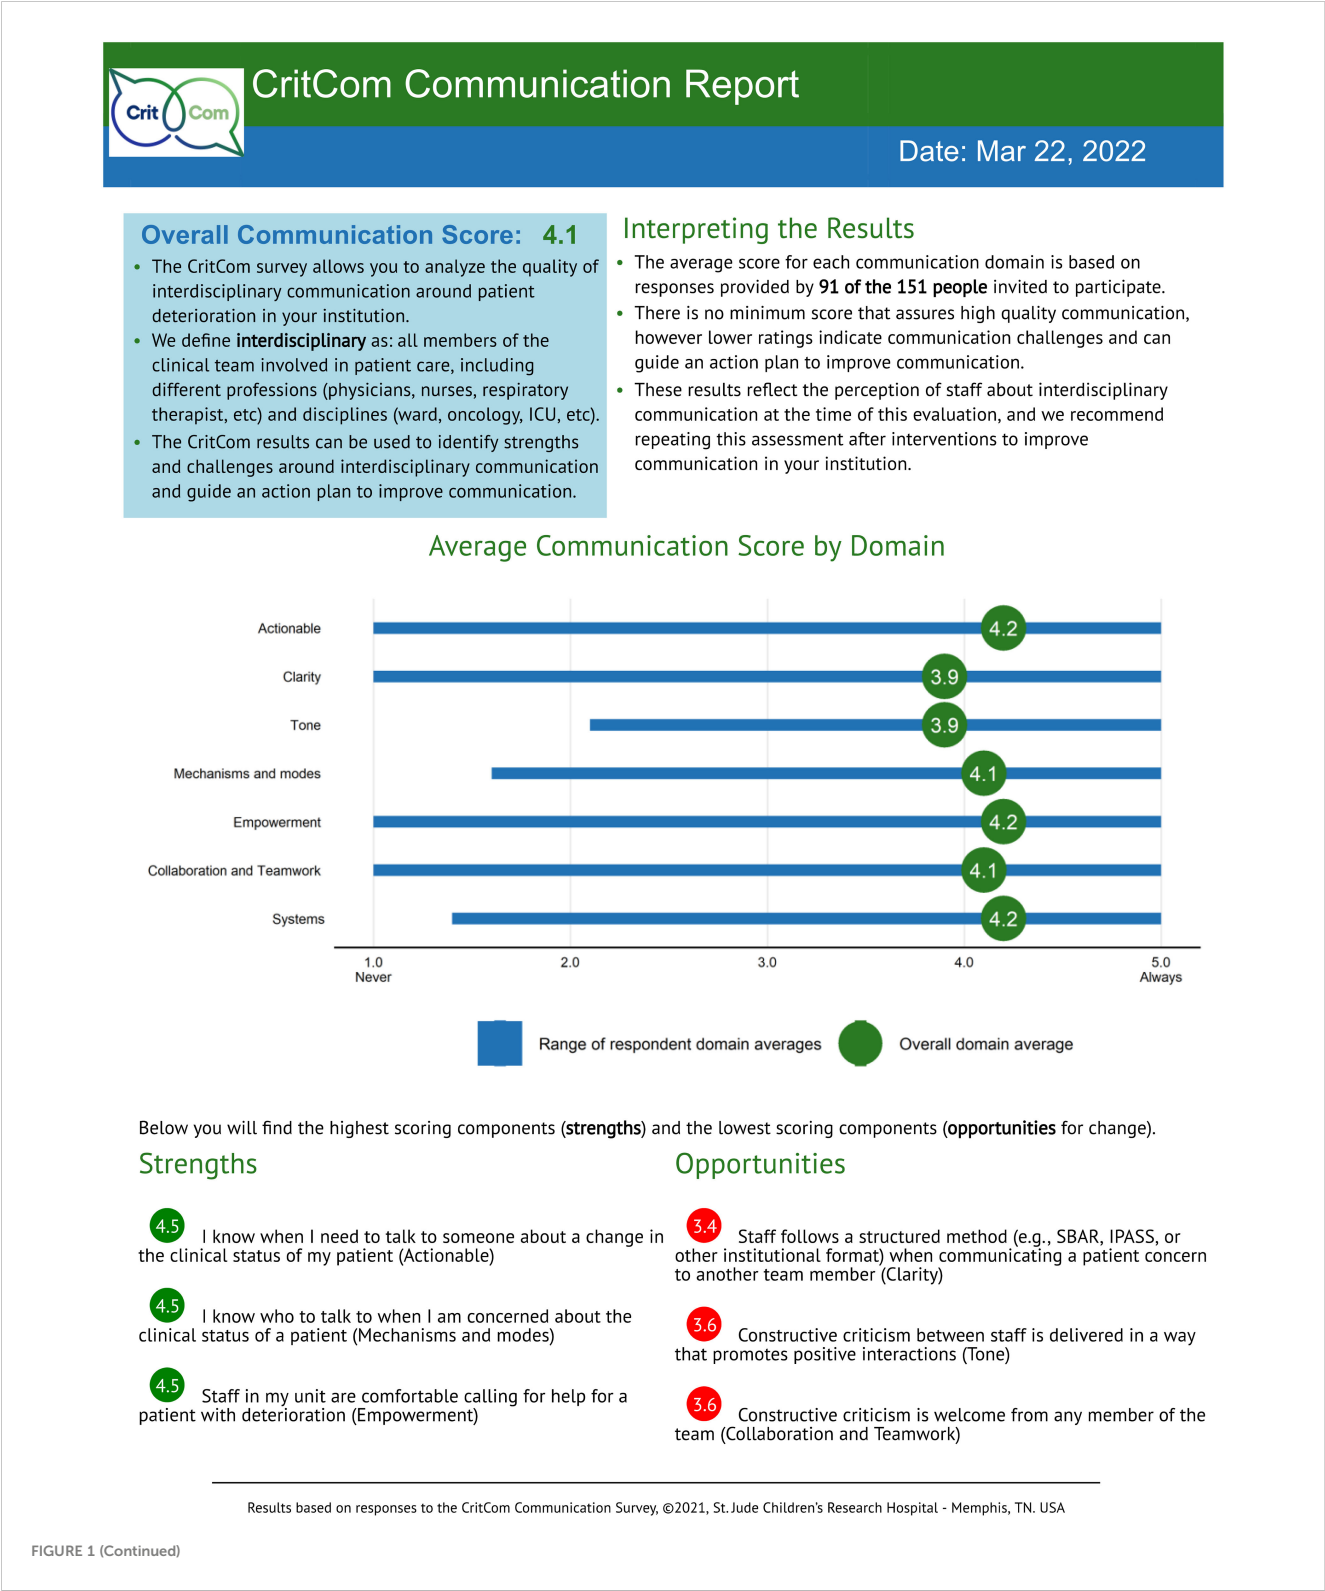 CritCom Communication Report
Crit Com
Date: Mar 22, 2022
Overall Communication Score: 4.1
• The CritCom survey allows you to analyze the quality of
interdisciplinary communication around patient
deterioration in your institution.
• We define interdisciplinary as: all members of the
clinical team involved in patient care, including
different professions (physicians, nurses, respiratory
therapist, etc) and disciplines (ward, oncology, ICU, etc).
• The CritCom results can be used to identify strengths
and challenges around interdisciplinary communication
and guide an action plan to improve communication.
Interpreting the Results
• The average score for each communication domain is based on
responses provided by 91 of the 151 people invited to participate.
• There is no minimum score that assures high quality communication,
however lower ratings indicate communication challenges and can
guide an action plan to improve communication.
• These results reflect the perception of staff about interdisciplinary
communication at the time of this evaluation, and we recommend
repeating this assessment after interventions to improve
communication in your institution.
Average Communication Score by Domain
Actionable 4.2
Clarity 3.9
Tone 3.9
Mechanisms and modes 4.1
Empowerment 4.2
Collaboration and Teamwork 4.1
Systems 4.2
1.0 2.0 3.0 4.0 5.0
Never Always
Range of respondent domain averages Overall domain average
Below you will find the highest scoring components (strengths) and the lowest scoring components (opportunities for change).
Strengths
4.5 I know when I need to talk to someone about a change in
the clinical status of my patient (Actionable)
4.5 I know who to talk to when I am concerned about the
clinical status of a patient (Mechanisms and modes)
4.5 Staff in my unit are comfortable calling for help for a
patient with deterioration (Empowerment)
Opportunities
3.4 Staff follows a structured method (e.g., SBAR, IPASS, or
other institutional format) when communicating a patient concern
to another team member (Clarity)
3.6 Constructive criticism between staff is delivered in a way
that promotes positive interactions (Tone)
3.6 Constructive criticism is welcome from any member of the
team (Collaboration and Teamwork)
Results based on responses to the CritCom Communication Survey, ©2021, St. Jude Children's Research Hospital - Memphis, TN. USA
FIGURE 1 (Continued)